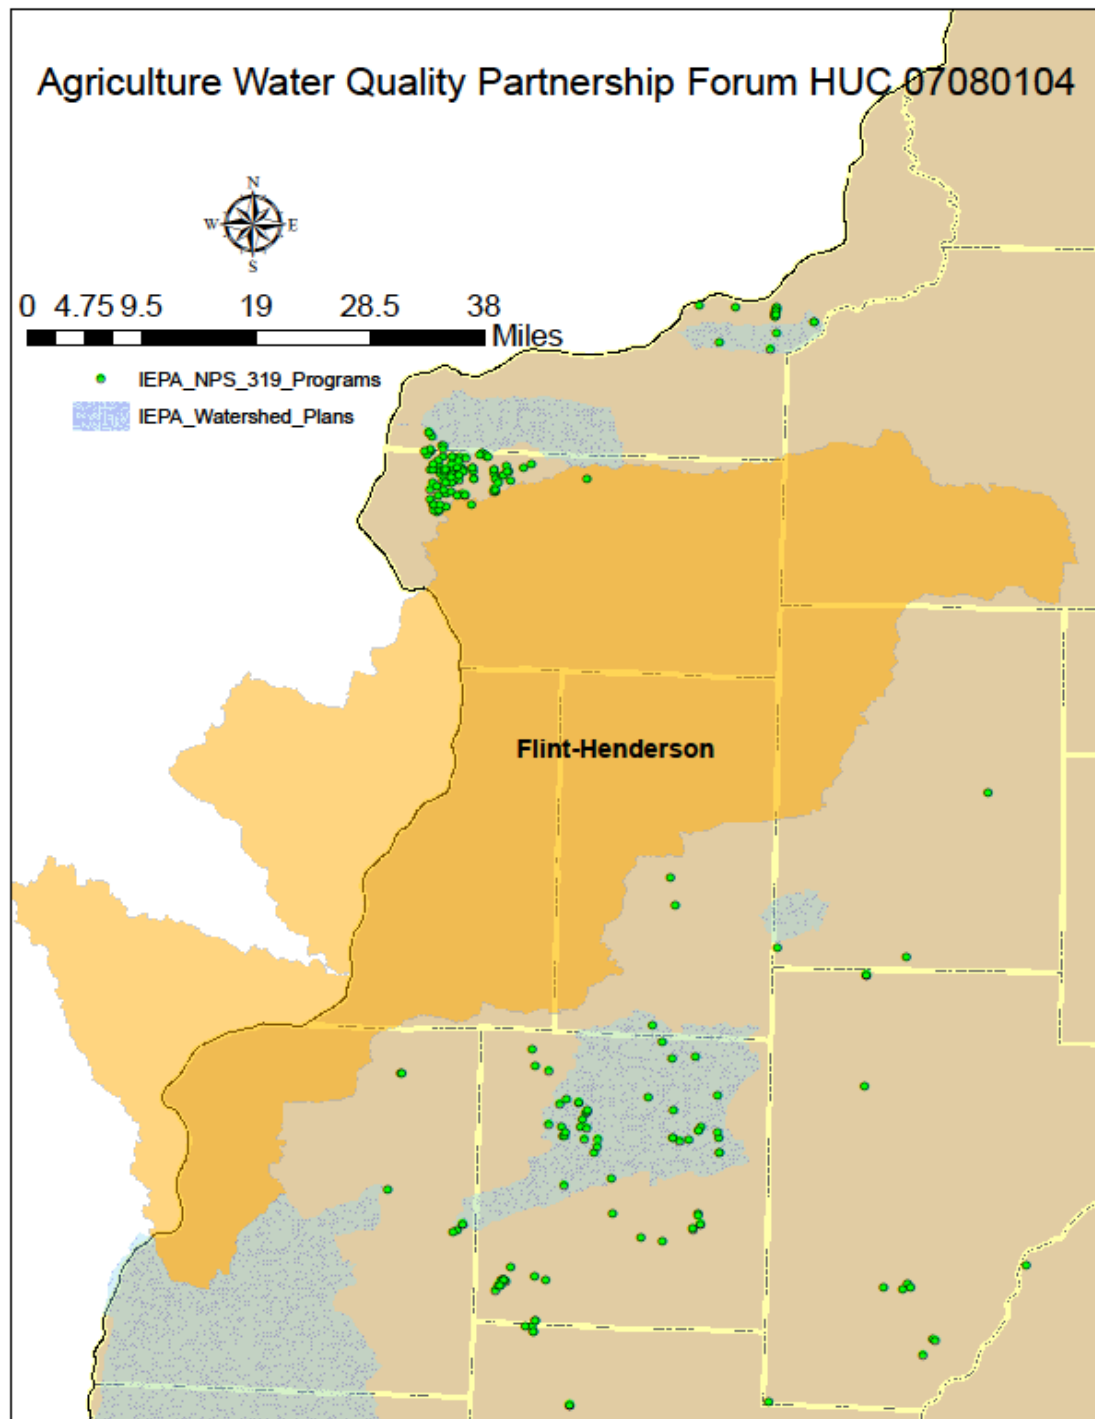 Agriculture Water Quality Partnership Forum HUC 07080104
N
W E
S
0 4.75 9.5 19 28.5 38
Miles
IEPA_NPS_319_Programs
IEPA_Watershed_Plans
Flint-Henderson